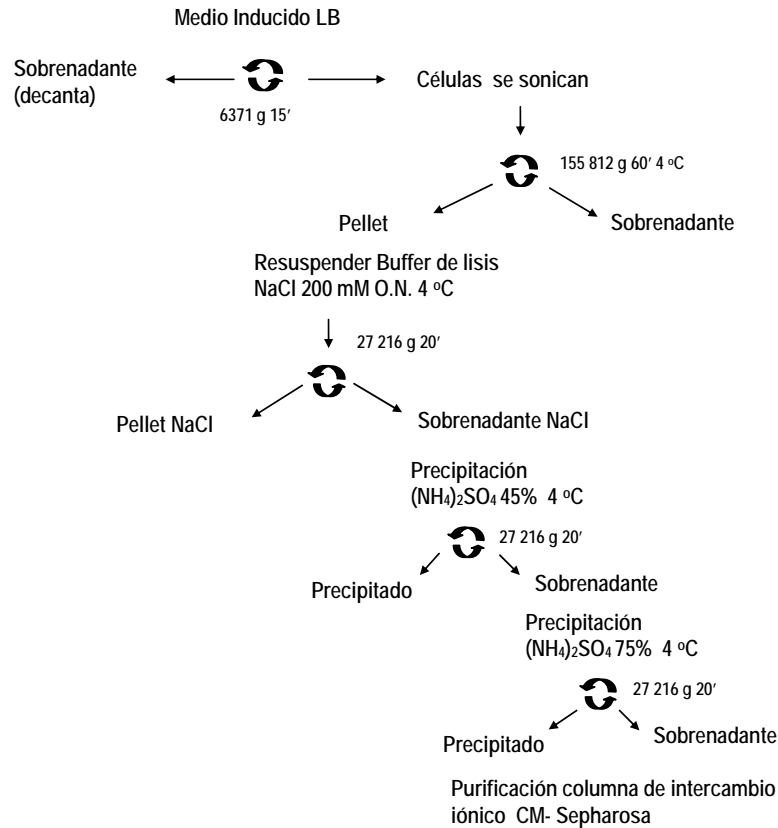 Medio Inducido LB
Sobrenadante
(decanta)
6371 g 15’
Células se sonican
155 812 g 60’ 4 ºC
Pellet
Sobrenadante
Resuspender Buffer de lisis
NaCl 200 mM O.N. 4 ºC
27 216 g 20’
Pellet NaCl
Sobrenadante NaCl
Precipitación
(NH₄)₂SO₄ 45% 4 ºC
27 216 g 20’
Precipitado
Sobrenadante
Precipitación
(NH₄)₂SO₄ 75% 4 ºC
27 216 g 20’
Precipitado
Sobrenadante
Purificación columna de intercambio
iónico CM- Sepharosa